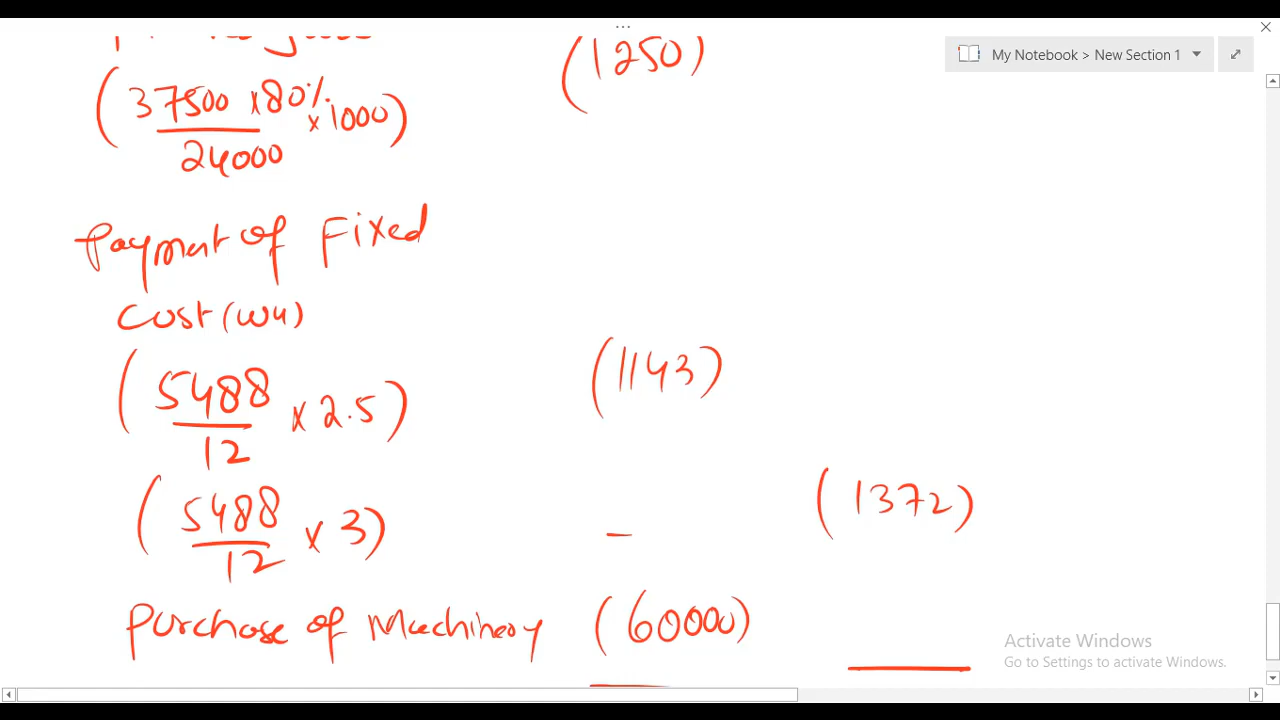 (1250)
My Notebook > New Section 1
(37500 x 80% x 1000)
24000
Payment of Fixed
Cost (w4)
(5488 x 2.5) (1143)
12
(5488 x 3) - (1372)
12
Purchase of Machinery (60000)
Activate Windows
Go to Settings to activate Windows.